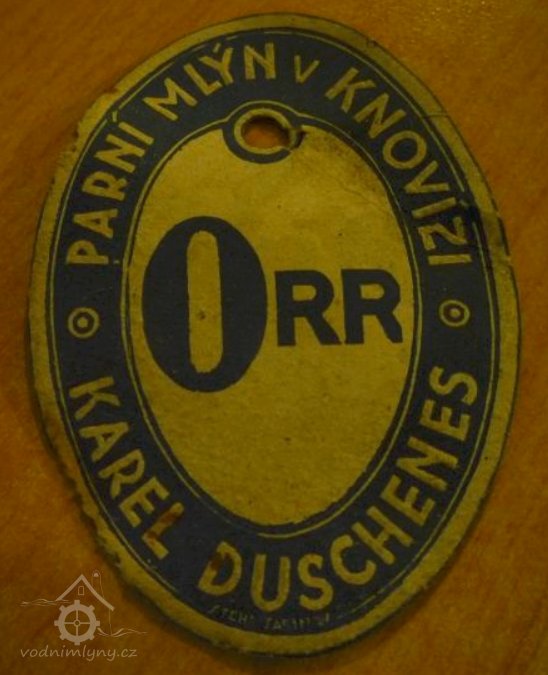 PARNÍ MLÝN V KNOVÍZI
0RR
KAREL DUSCHENES
vodnimlyny.cz